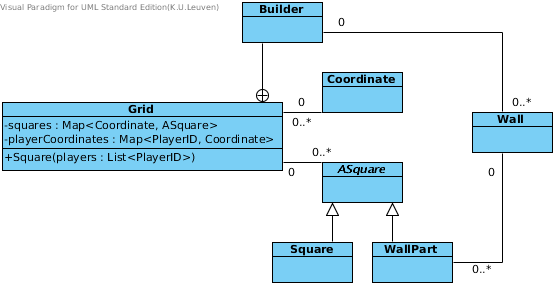 Visual Paradigm for UML Standard Edition(K.U.Leuven)
Builder
0
Coordinate
0
0..*
Grid
-squares : Map<Coordinate, ASquare>
-playerCoordinates : Map<PlayerID, Coordinate>
+Square(players : List<PlayerID>)
0..*
Wall
0..*
0
ASquare
0
Square
WallPart
0..*